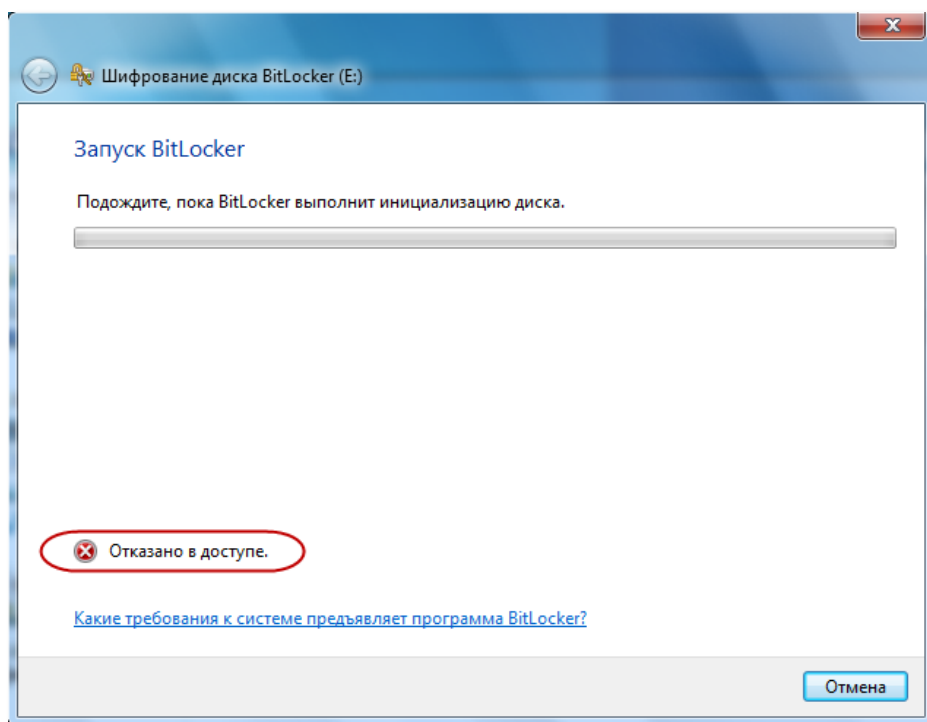 Шифрование диска BitLocker (E:)
Запуск BitLocker
Подождите, пока BitLocker выполнит инициализацию диска.
Отказано в доступе.
Какие требования к системе предъявляет программа BitLocker?
Отмена